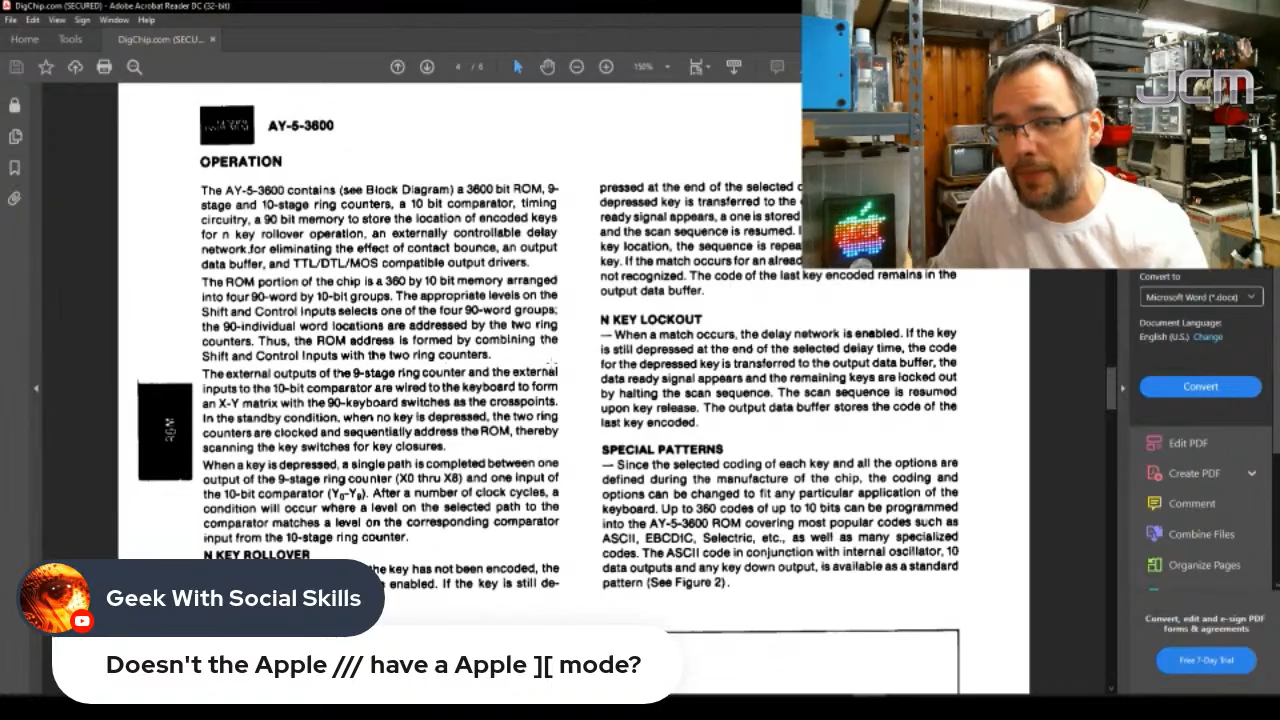 DigChip.com (SECURED) - Adobe Acrobat Reader DC (32-bit)
File Edit View Sign Window Help
Home Tools DigChip.com (SECU... ×
4 / 6 150%
AY-5-3600
OPERATION
The AY-5-3600 contains (see Block Diagram) a 3600 bit ROM, 9-
stage and 10-stage ring counters, a 10 bit comparator, timing
circuitry, a 90 bit memory to store the location of encoded keys
for n key rollover operation, an externally controllable delay
network for eliminating the effect of contact bounce, an output
data buffer, and TTL/DTL/MOS compatible output drivers.
The ROM portion of the chip is a 360 by 10 bit memory arranged
into four 90-word by 10-bit groups. The appropriate levels on the
Shift and Control Inputs selects one of the four 90-word groups;
the 90-individual word locations are addressed by the two ring
counters. Thus, the ROM address is formed by combining the
Shift and Control Inputs with the two ring counters.
The external outputs of the 9-stage ring counter and the external
inputs to the 10-bit comparator are wired to the keyboard to form
an X-Y matrix with the 90-keyboard switches as the crosspoints.
In the standby condition, when no key is depressed, the two ring
counters are clocked and sequentially address the ROM, thereby
scanning the key switches for key closures.
When a key is depressed, a single path is completed between one
output of the 9-stage ring counter (X0 thru X8) and one input of
the 10-bit comparator (Y0-Y9). After a number of clock cycles, a
condition will occur where a level on the selected path to the
comparator matches a level on the corresponding comparator
input from the 10-stage ring counter.
N KEY ROLLOVER
the key has not been encoded, the
enabled. If the key is still de-
ROM
pressed at the end of the selected
depressed key is transferred to the
ready signal appears, a one is stored
and the scan sequence is resumed.
key location, the sequence is
key. If the match occurs for an
not recognized. The code of the last key encoded remains in the
output data buffer.
N KEY LOCKOUT
— When a match occurs, the delay network is enabled. If the key
is still depressed at the end of the selected delay time, the code
for the depressed key is transferred to the output data buffer, the
data ready signal appears and the remaining keys are locked out
by halting the scan sequence. The scan sequence is resumed
upon key release. The output data buffer stores the code of the
last key encoded.
SPECIAL PATTERNS
— Since the selected coding of each key and all the options are
defined during the manufacture of the chip, the coding and
options can be changed to fit any particular application of the
keyboard. Up to 360 codes of up to 10 bits can be programmed
into the AY-5-3600 ROM covering most popular codes such as
ASCII, EBCDIC, Selectric, etc., as well as many specialized
codes. The ASCII code in conjunction with internal oscillator, 10
data outputs and any key down output, is available as a standard
pattern (See Figure 2).
JCM
Convert to
Microsoft Word (*.docx)
Document Language:
English (U.S.) Change
Convert
Edit PDF
Create PDF
Comment
Combine Files
Organize Pages
Convert, edit and e-sign PDF
forms & agreements
Free 7-Day Trial
Geek With Social Skills
Doesn't the Apple /// have a Apple ][ mode?